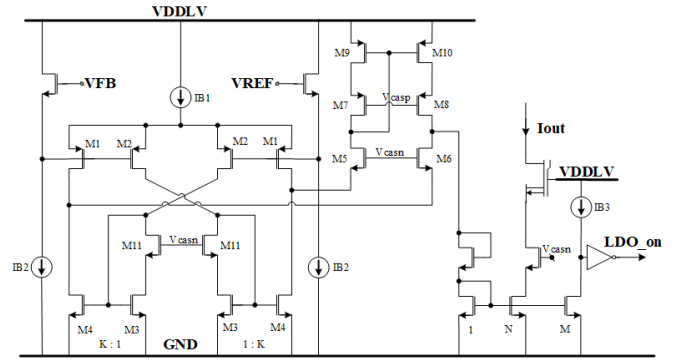 VDDLV
VFB
VREF
IB1
M9
M10
M7
Vcasp
M8
M1
M2
M2
M1
M5
Vcasn
M6
Iout
VDDLV
IB3
LDO_on
M11
Vcasn
M11
Vcasn
IB2
IB2
M4
M3
M3
M4
K : 1
GND
1 : K
1
N
M